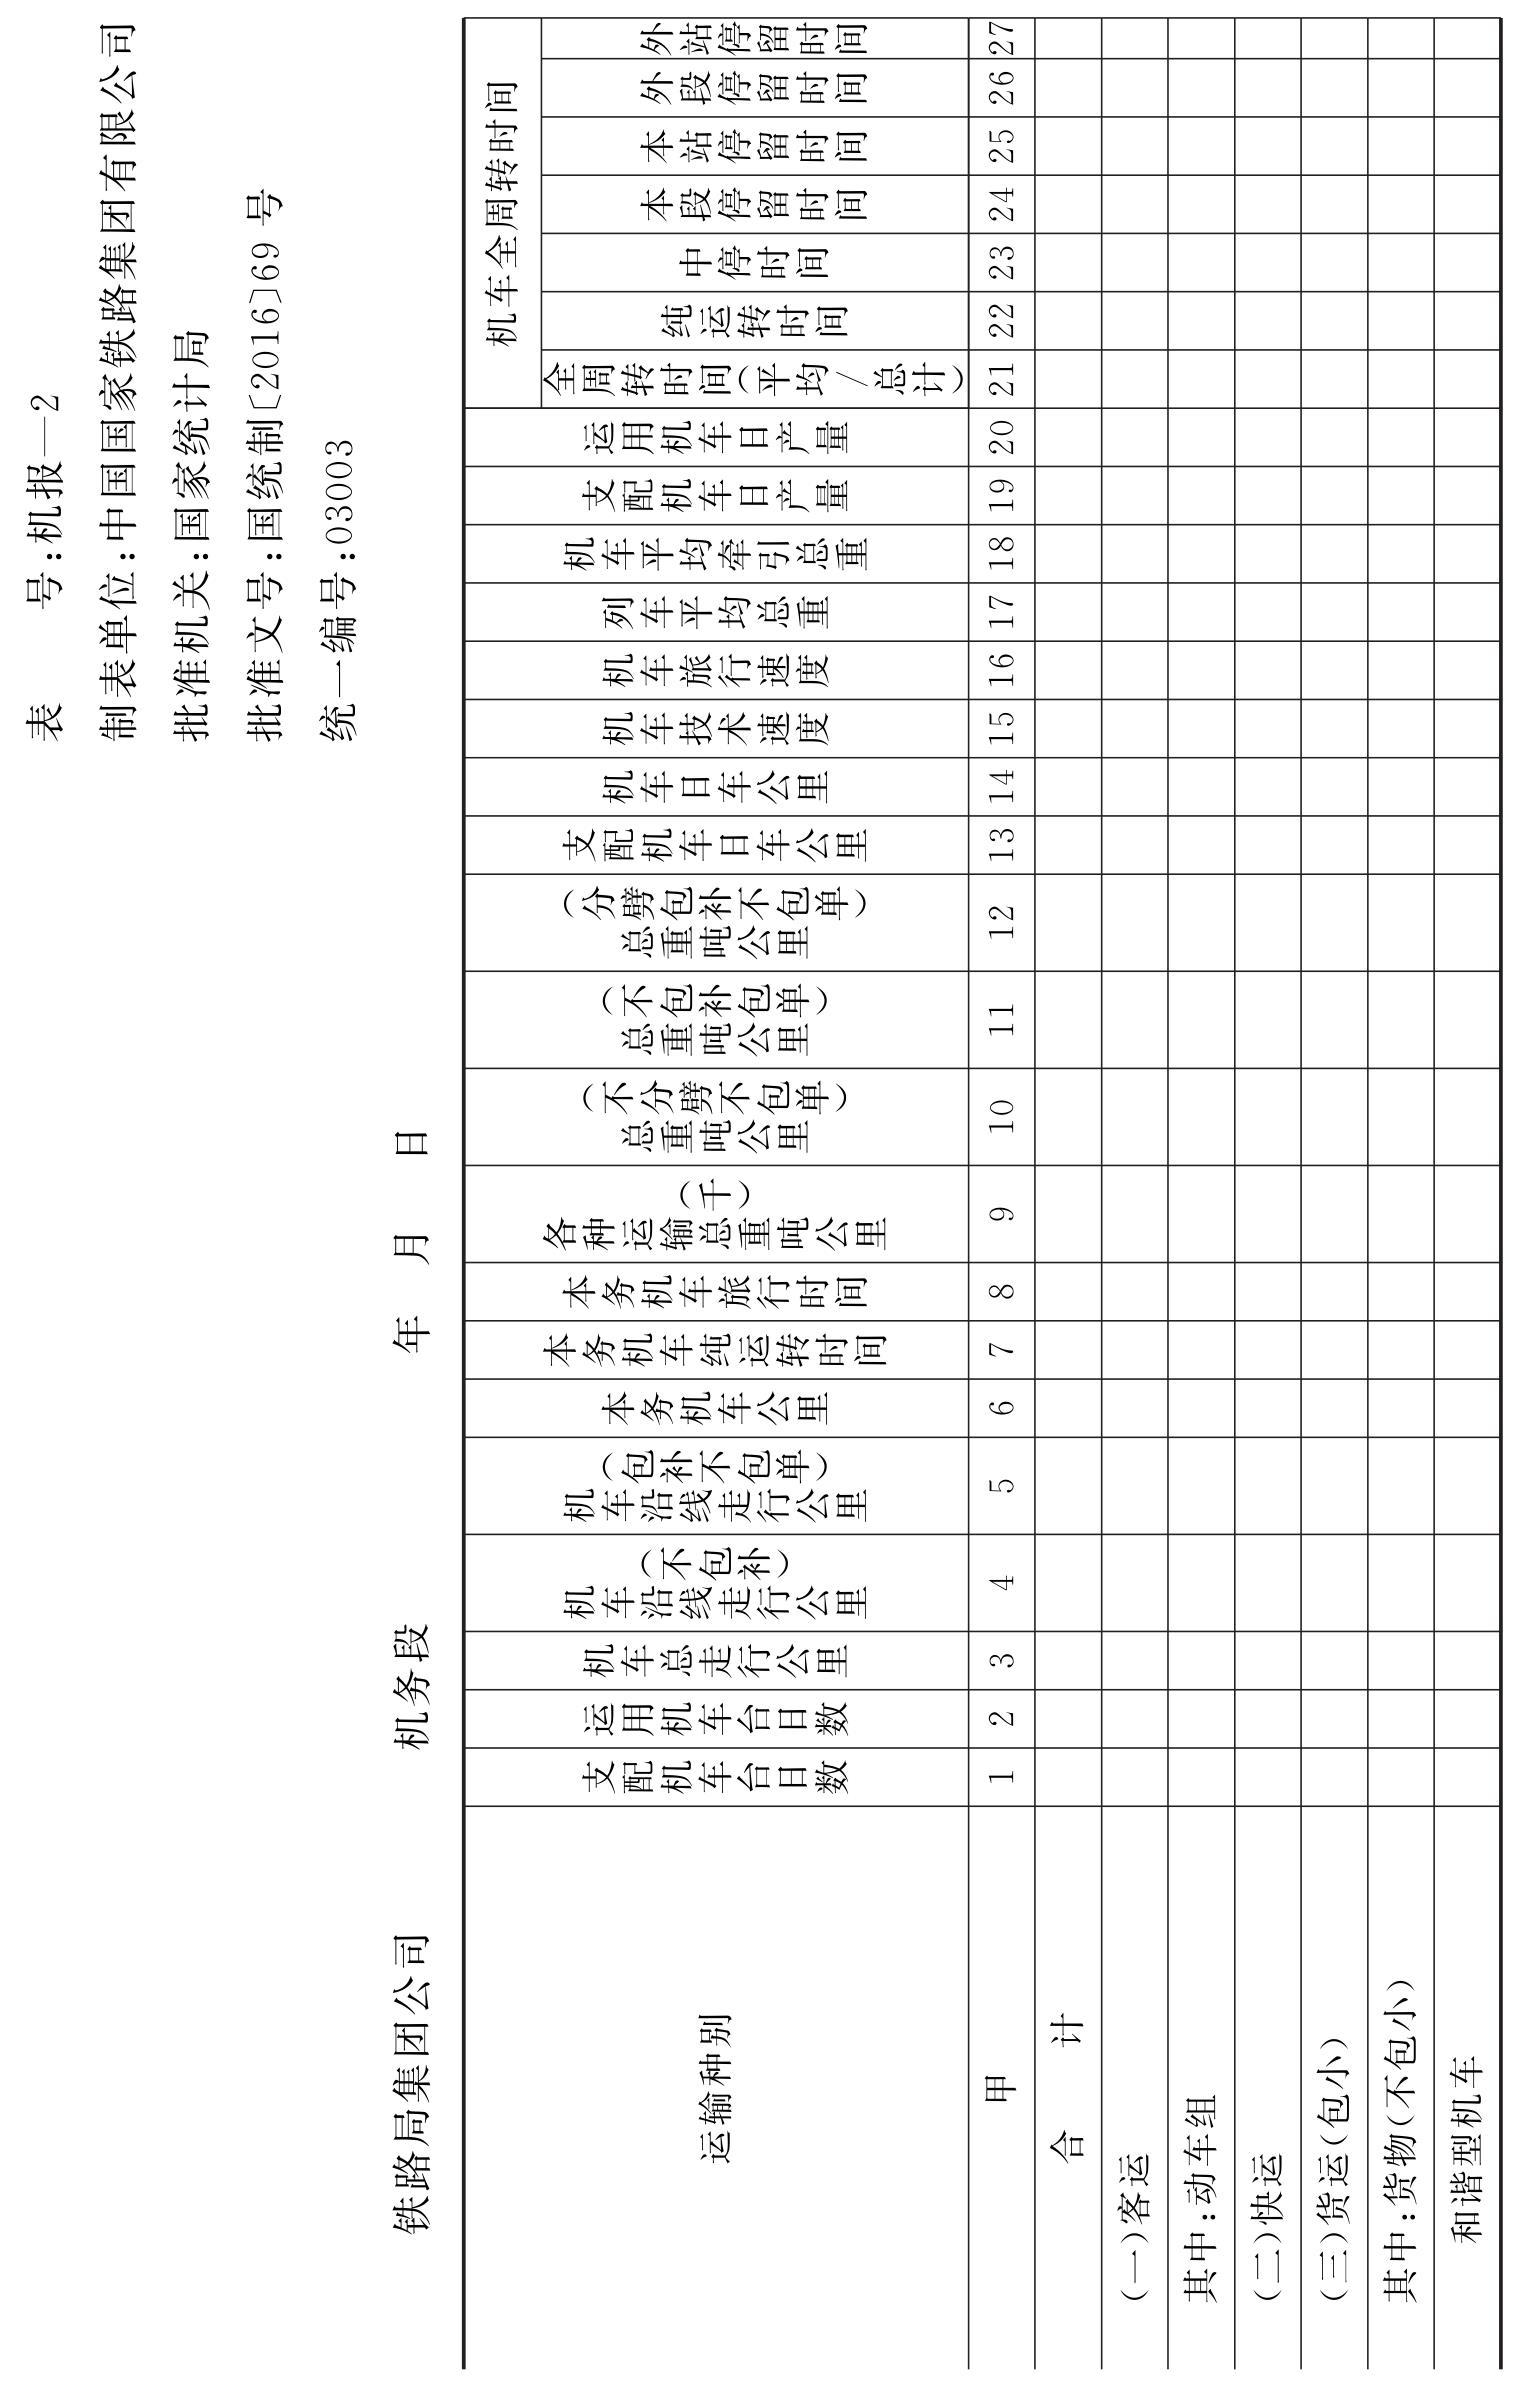 表　　号:机报—2
制表单位:中国国家铁路集团有限公司
批准机关:国家统计局
批准文号:国统制〔2016〕69 号
统一编号:03003
铁路局集团公司　　机务段　　年　月　日
运输种别
支配机车台日数
运用机车台日数
机车总走行公里
机车沿线走行公里
(不包补)
机车沿线走行公里
(包补不包单)
本务机车公里
本务机车纯运转时间
本务机车旅行时间
各种运输总重吨公里
(千)
总重吨公里
(不分劈不包单)
总重吨公里
(不包补包单)
总重吨公里
(分劈包补不包单)
支配机车日车公里
机车日车公里
机车技术速度
机车旅行速度
列车平均总重
机车平均牵引总重
支配机车日产量
运用机车日产量
机车全周转时间
全周转时间(平均/总计)
纯运转时间
中停时间
本段停留时间
本站停留时间
外段停留时间
外站停留时间
甲 1 2 3 4 5 6 7 8 9 10 11 12 13 14 15 16 17 18 19 20 21 22 23 24 25 26 27
合　　计
(一)客运
其中:动车组
(二)快运
(三)货运(包小)
其中:货物(不包小)
和谐型机车